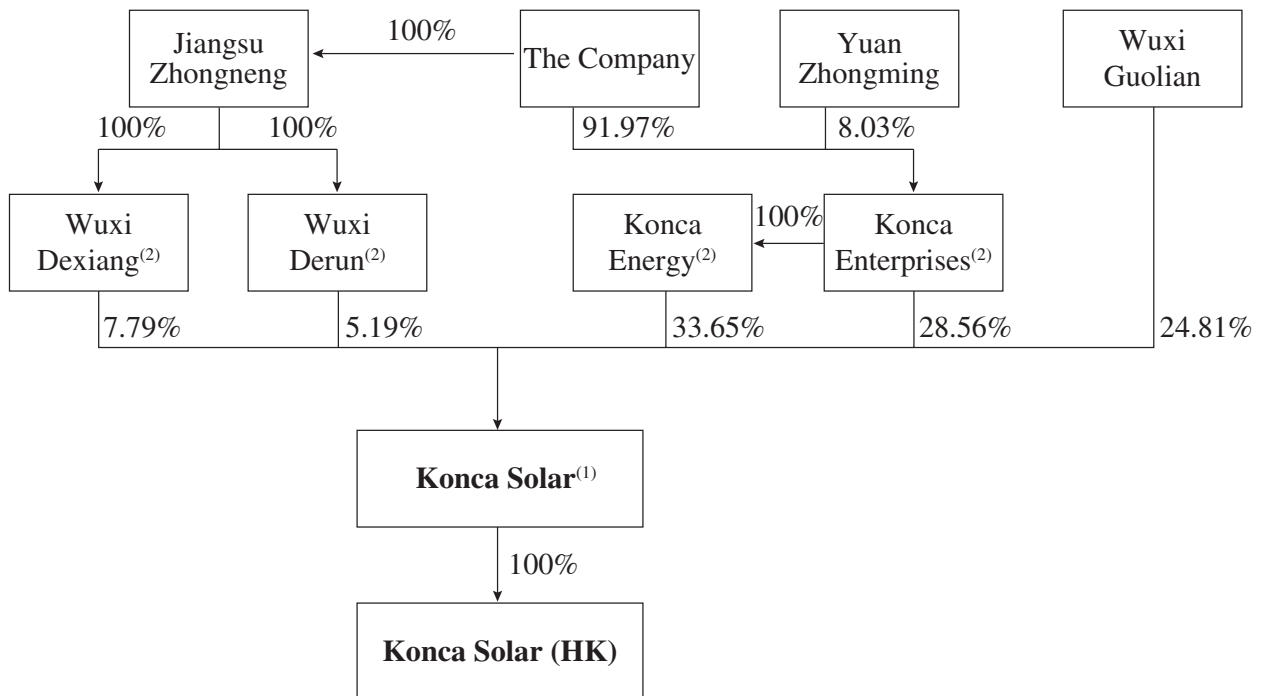 Jiangsu
Zhongneng
100%
The Company
Yuan
Zhongming
Wuxi
Guolian
100%
100%
91.97%
8.03%
Wuxi
Dexiang(2)
Wuxi
Derun(2)
Konca
Energy(2)
100%
Konca
Enterprises(2)
7.79%
5.19%
33.65%
28.56%
24.81%
Konca Solar(1)
100%
Konca Solar (HK)